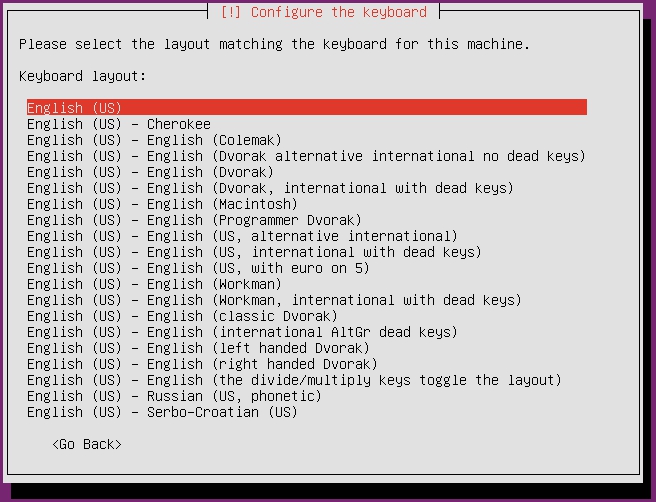 [!] Configure the keyboard
Please select the layout matching the keyboard for this machine.
Keyboard layout:
English (US)
English (US) - Cherokee
English (US) - English (Colemak)
English (US) - English (Dvorak alternative international no dead keys)
English (US) - English (Dvorak)
English (US) - English (Dvorak, international with dead keys)
English (US) - English (Macintosh)
English (US) - English (Programmer Dvorak)
English (US) - English (US, alternative international)
English (US) - English (US, international with dead keys)
English (US) - English (US, with euro on 5)
English (US) - English (Workman)
English (US) - English (Workman, international with dead keys)
English (US) - English (classic Dvorak)
English (US) - English (international AltGr dead keys)
English (US) - English (left handed Dvorak)
English (US) - English (right handed Dvorak)
English (US) - English (the divide/multiply keys toggle the layout)
English (US) - Russian (US, phonetic)
English (US) - Serbo-Croatian (US)
<Go Back>